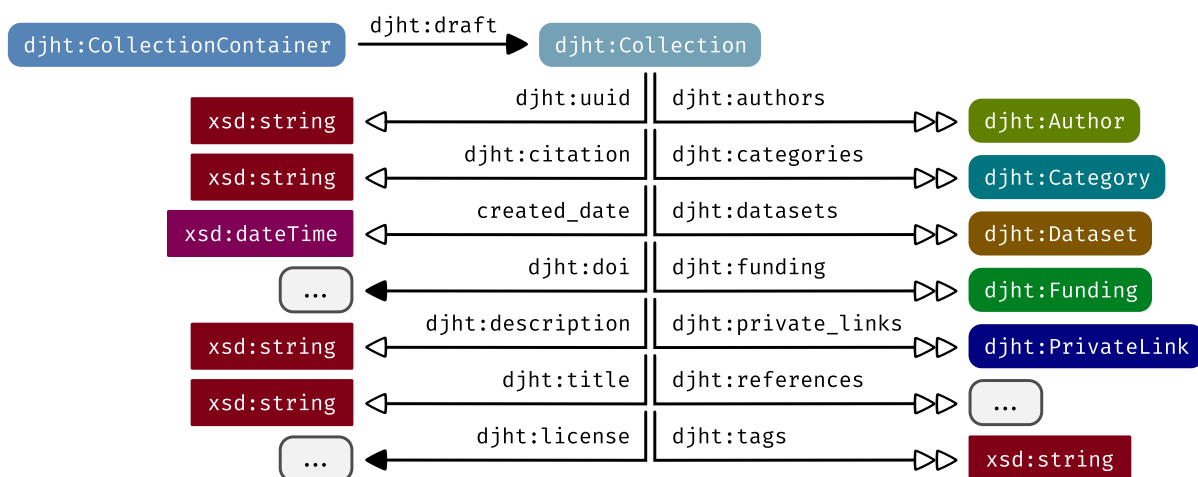 djht:draft
djht:CollectionContainer djht:Collection
djht:uuid djht:authors
xsd:string djht:Author
djht:citation djht:categories
xsd:string djht:Category
created_date djht:datasets
xsd:dateTime djht:Dataset
djht:doi djht:funding
... djht:Funding
djht:description djht:private_links
xsd:string djht:PrivateLink
djht:title djht:references
xsd:string ...
djht:license djht:tags
... xsd:string